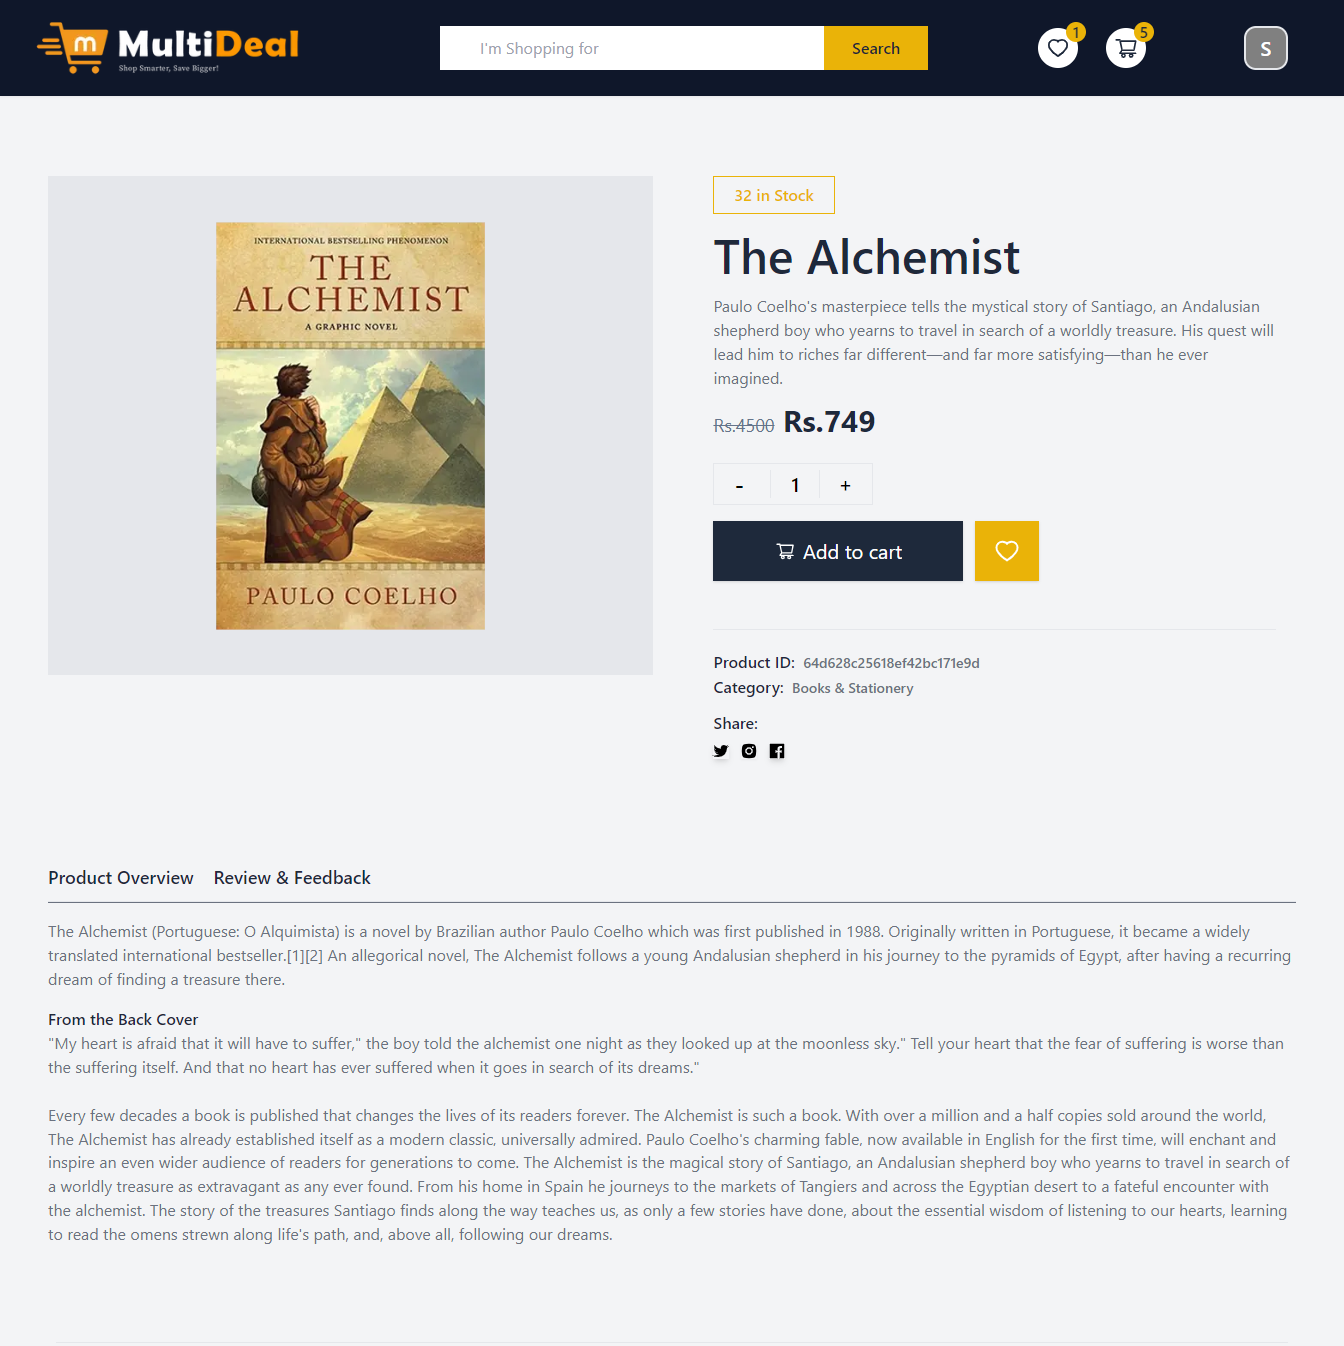 m MultiDeal
Shop Smarter, Save Bigger!
I'm Shopping for
Search
1
5
S
INTERNATIONAL BESTSELLING PHENOMENON
THE
ALCHEMIST
A GRAPHIC NOVEL
PAULO COELHO
32 in Stock
The Alchemist
Paulo Coelho's masterpiece tells the mystical story of Santiago, an Andalusian
shepherd boy who yearns to travel in search of a worldly treasure. His quest will
lead him to riches far different—and far more satisfying—than he ever
imagined.
Rs.4500 Rs.749
- 1 +
Add to cart
Product ID: 64d628c25618ef42bc171e9d
Category: Books & Stationery
Share:
Product Overview Review & Feedback
The Alchemist (Portuguese: O Alquimista) is a novel by Brazilian author Paulo Coelho which was first published in 1988. Originally written in Portuguese, it became a widely
translated international bestseller.[1][2] An allegorical novel, The Alchemist follows a young Andalusian shepherd in his journey to the pyramids of Egypt, after having a recurring
dream of finding a treasure there.
From the Back Cover
"My heart is afraid that it will have to suffer," the boy told the alchemist one night as they looked up at the moonless sky." Tell your heart that the fear of suffering is worse than
the suffering itself. And that no heart has ever suffered when it goes in search of its dreams."
Every few decades a book is published that changes the lives of its readers forever. The Alchemist is such a book. With over a million and a half copies sold around the world,
The Alchemist has already established itself as a modern classic, universally admired. Paulo Coelho's charming fable, now available in English for the first time, will enchant and
inspire an even wider audience of readers for generations to come. The Alchemist is the magical story of Santiago, an Andalusian shepherd boy who yearns to travel in search of
a worldly treasure as extravagant as any ever found. From his home in Spain he journeys to the markets of Tangiers and across the Egyptian desert to a fateful encounter with
the alchemist. The story of the treasures Santiago finds along the way teaches us, as only a few stories have done, about the essential wisdom of listening to our hearts, learning
to read the omens strewn along life's path, and, above all, following our dreams.